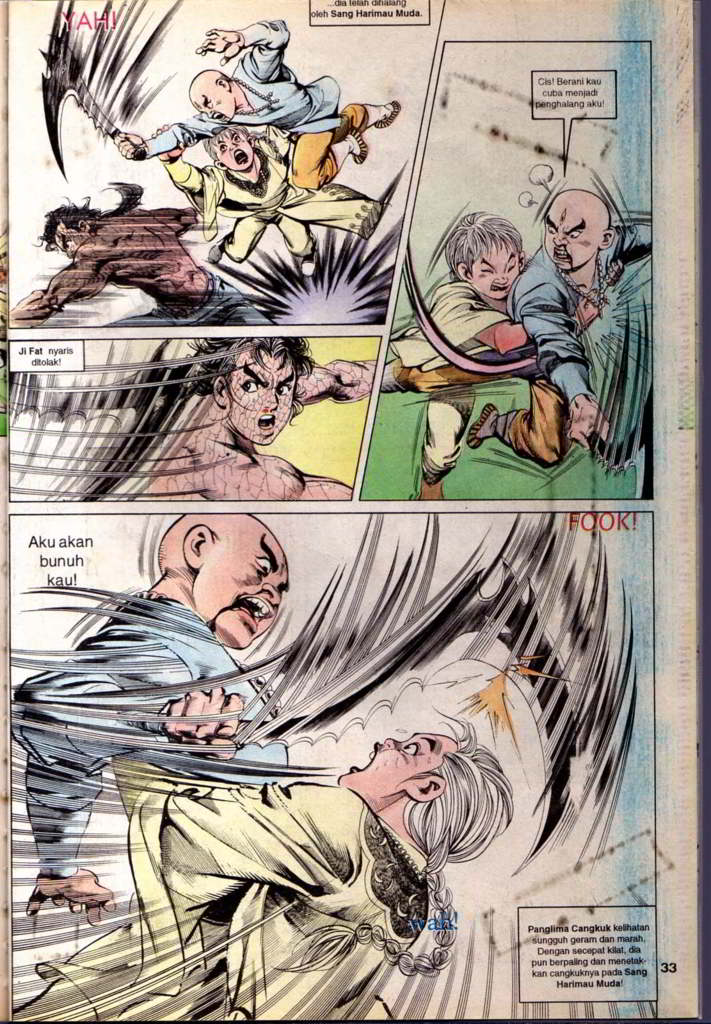 ...dia telah dihalang
oleh Sang Harimau Muda.
YAH!
Cis! Berani kau
cuba menjadi
penghalang aku!
Ji Fat nyaris
ditolak!
FOOK!
Aku akan
bunuh
kau!
wah!
Panglima Cangkuk kelihatan
sungguh geram dan marah.
Dengan secepat kilat, dia
pun berpaling dan menetak-
kan cangkuknya pada Sang
Harimau Muda!
33